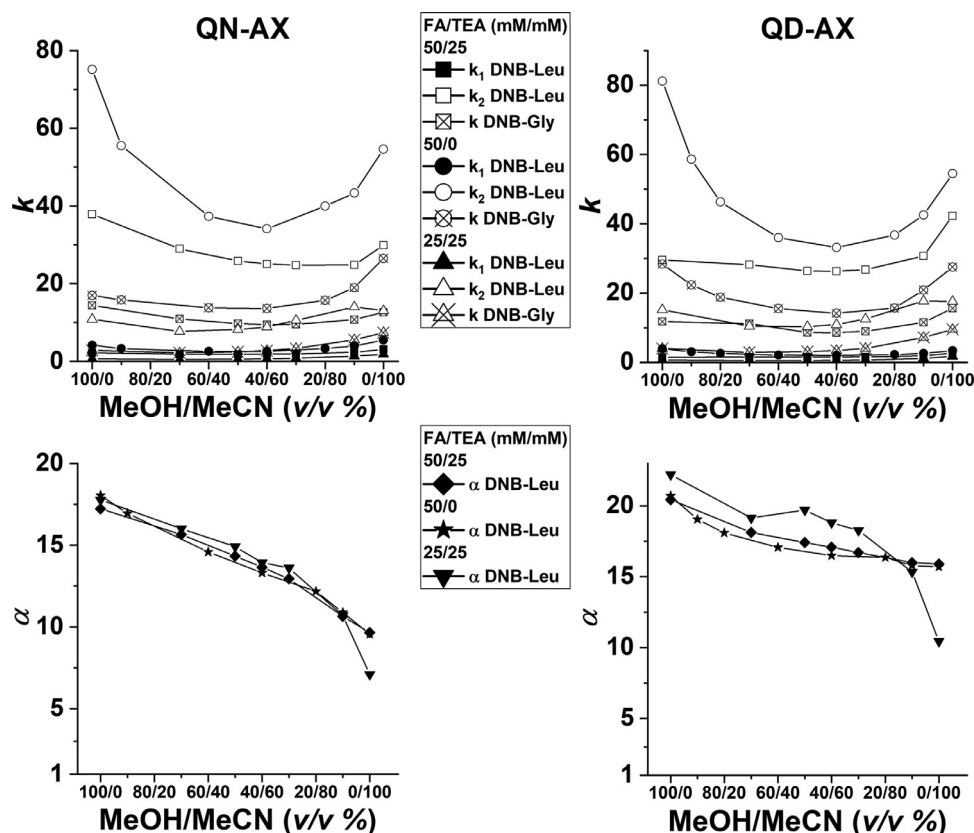 QN-AX
QD-AX
80
60
40
20
0
k
100/0 80/20 60/40 40/60 20/80 0/100
MeOH/MeCN (v/v %)
FA/TEA (mM/mM)
50/25
k₁ DNB-Leu
k₂ DNB-Leu
k DNB-Gly
50/0
k₁ DNB-Leu
k₂ DNB-Leu
k DNB-Gly
25/25
k₁ DNB-Leu
k₂ DNB-Leu
k DNB-Gly
80
60
40
20
0
k
100/0 80/20 60/40 40/60 20/80 0/100
MeOH/MeCN (v/v %)
20
15
10
5
1
α
100/0 80/20 60/40 40/60 20/80 0/100
MeOH/MeCN (v/v %)
FA/TEA (mM/mM)
50/25
α DNB-Leu
50/0
α DNB-Leu
25/25
α DNB-Leu
20
15
10
5
1
α
100/0 80/20 60/40 40/60 20/80 0/100
MeOH/MeCN (v/v %)